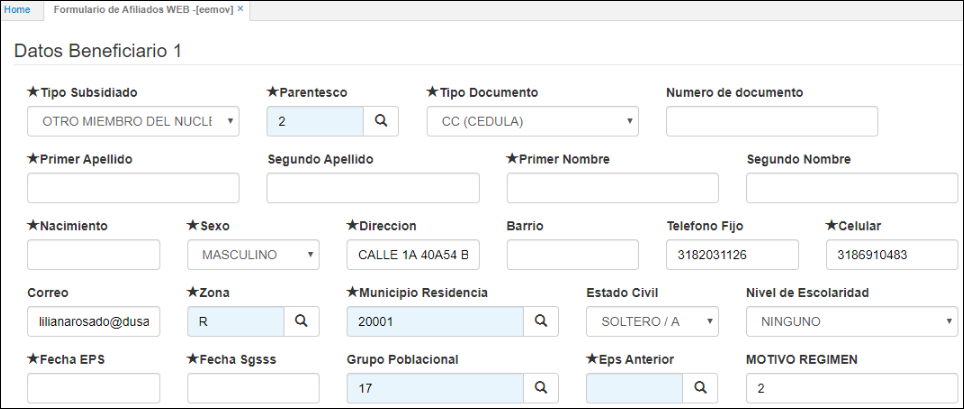 Home Formulario de Afiliados WEB -[eemov] ×
Datos Beneficiario 1
★Tipo Subsidiado ★Parentesco ★Tipo Documento Numero de documento
OTRO MIEMBRO DEL NUCLE 2 CC (CEDULA)
★Primer Apellido Segundo Apellido ★Primer Nombre Segundo Nombre
★Nacimiento ★Sexo ★Direccion Barrio Telefono Fijo ★Celular
MASCULINO CALLE 1A 40A54 B 3182031126 3186910483
Correo ★Zona ★Municipio Residencia Estado Civil Nivel de Escolaridad
lilianarosado@dusa R 20001 SOLTERO / A NINGUNO
★Fecha EPS ★Fecha Sgsss Grupo Poblacional ★Eps Anterior MOTIVO REGIMEN
17 2